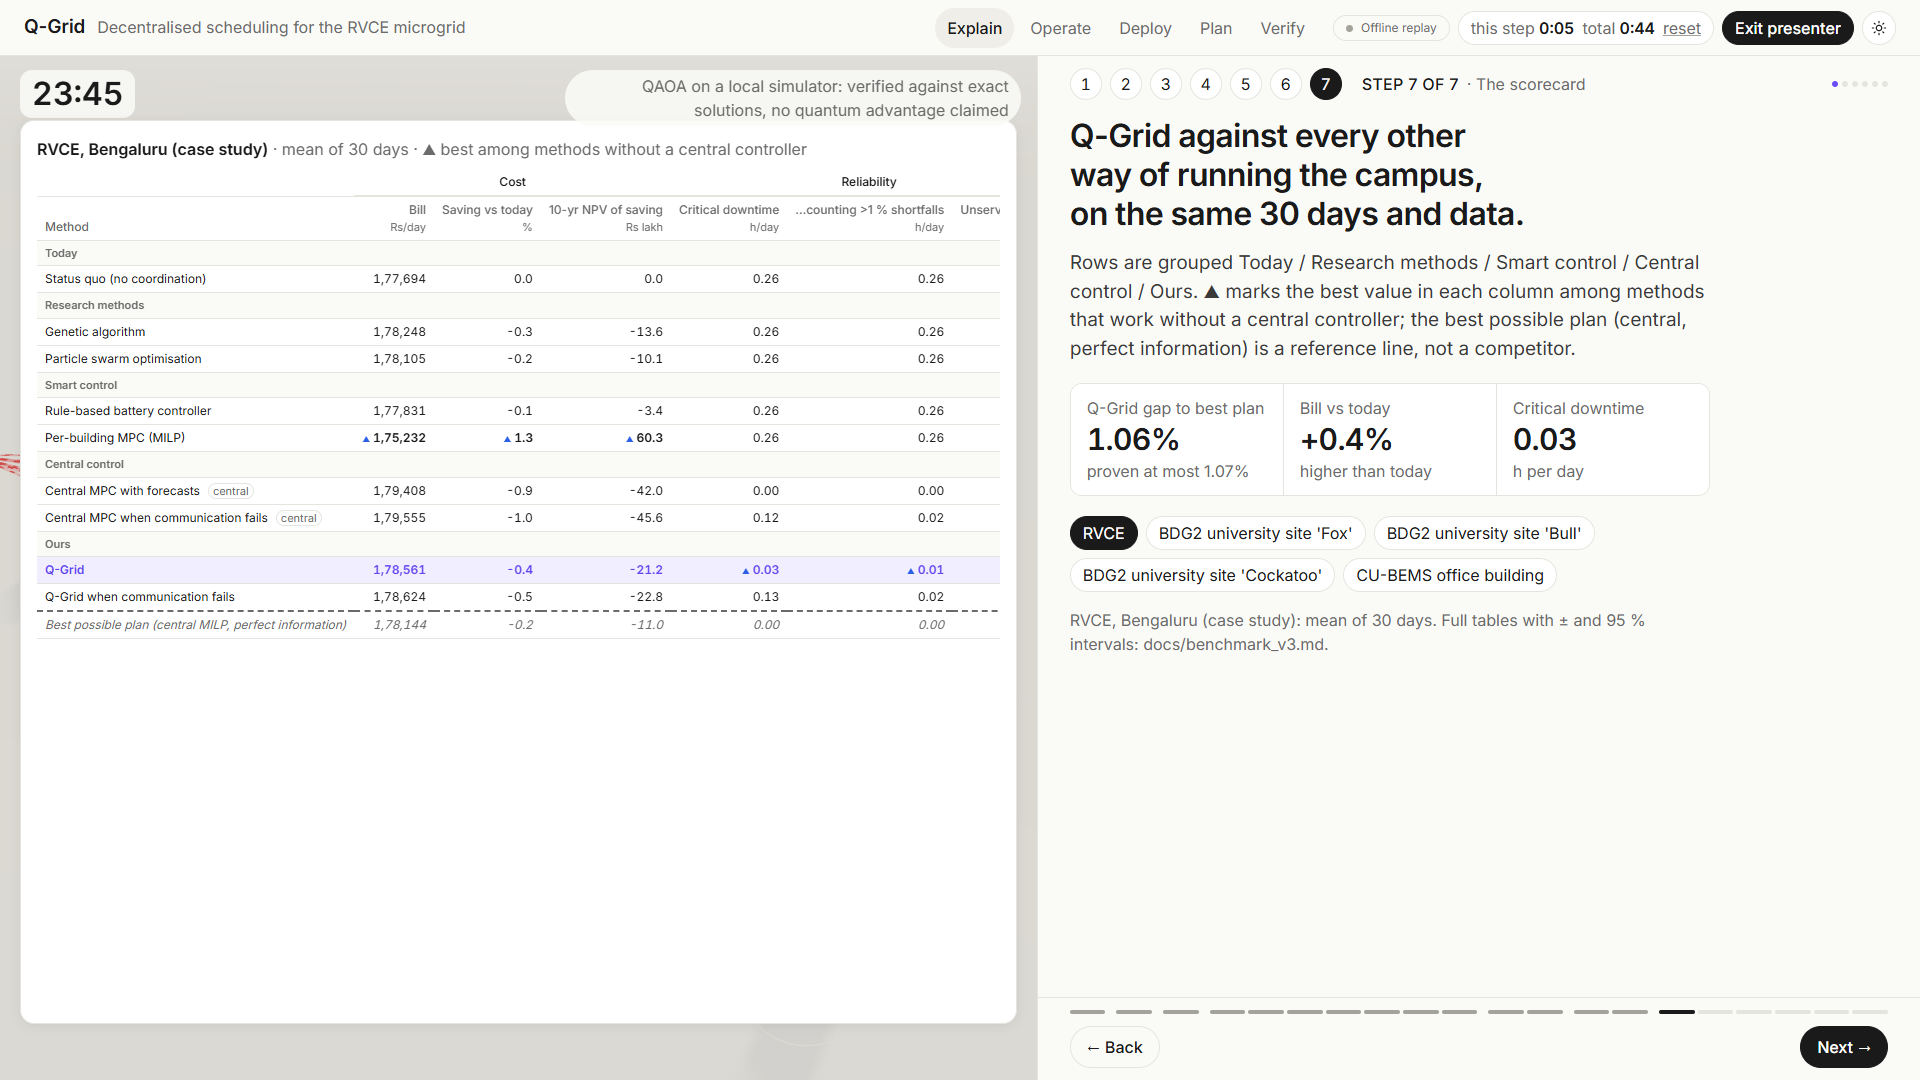 Q-Grid Decentralised scheduling for the RVCE microgrid
Explain Operate Deploy Plan Verify Offline replay this step 0:05 total 0:44 reset Exit presenter
23:45
QAOA on a local simulator: verified against exact
solutions, no quantum advantage claimed
RVCE, Bengaluru (case study) · mean of 30 days · ▲ best among methods without a central controller
Cost Reliability
Bill Saving vs today 10-yr NPV of saving Critical downtime ...counting >1 % shortfalls Unserv
Method Rs/day % Rs lakh h/day h/day
Today
Status quo (no coordination) 1,77,694 0.0 0.0 0.26 0.26
Research methods
Genetic algorithm 1,78,248 -0.3 -13.6 0.26 0.26
Particle swarm optimisation 1,78,105 -0.2 -10.1 0.26 0.26
Smart control
Rule-based battery controller 1,77,831 -0.1 -3.4 0.26 0.26
Per-building MPC (MILP) ▲ 1,75,232 ▲ 1.3 ▲ 60.3 0.26 0.26
Central control
Central MPC with forecasts central 1,79,408 -0.9 -42.0 0.00 0.00
Central MPC when communication fails central 1,79,555 -1.0 -45.6 0.12 0.02
Ours
Q-Grid 1,78,561 -0.4 -21.2 ▲ 0.03 ▲ 0.01
Q-Grid when communication fails 1,78,624 -0.5 -22.8 0.13 0.02
Best possible plan (central MILP, perfect information) 1,78,144 -0.2 -11.0 0.00 0.00
1 2 3 4 5 6 7 STEP 7 OF 7 · The scorecard
Q-Grid against every other
way of running the campus,
on the same 30 days and data.
Rows are grouped Today / Research methods / Smart control / Central
control / Ours. ▲ marks the best value in each column among methods
that work without a central controller; the best possible plan (central,
perfect information) is a reference line, not a competitor.
Q-Grid gap to best plan Bill vs today Critical downtime
1.06% +0.4% 0.03
proven at most 1.07% higher than today h per day
RVCE BDG2 university site 'Fox' BDG2 university site 'Bull'
BDG2 university site 'Cockatoo' CU-BEMS office building
RVCE, Bengaluru (case study): mean of 30 days. Full tables with ± and 95 %
intervals: docs/benchmark_v3.md.
← Back Next →